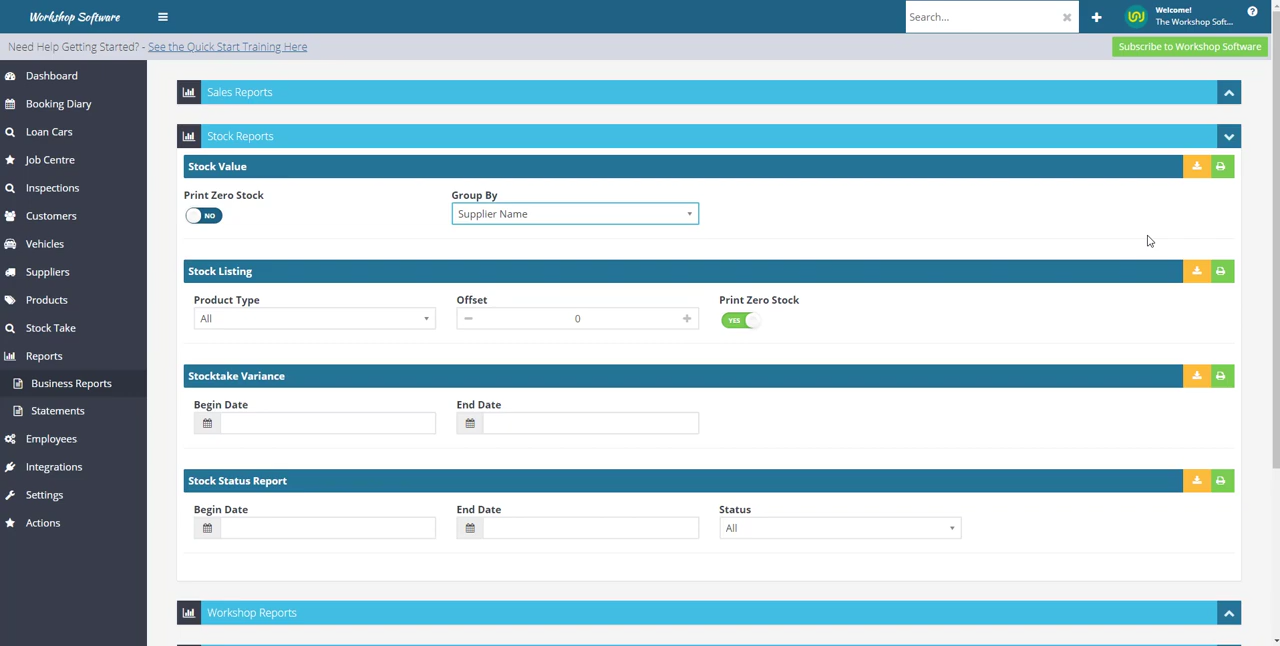 Workshop Software
Search...
Welcome!
The Workshop Soft...
Need Help Getting Started? - See the Quick Start Training Here
Subscribe to Workshop Software
Dashboard
Booking Diary
Loan Cars
Job Centre
Inspections
Customers
Vehicles
Suppliers
Products
Stock Take
Reports
Business Reports
Statements
Employees
Integrations
Settings
Actions
Sales Reports
Stock Reports
Stock Value
Print Zero Stock
Group By
NO
Supplier Name
Stock Listing
Product Type
Offset
Print Zero Stock
All
0
YES
Stocktake Variance
Begin Date
End Date
Stock Status Report
Begin Date
End Date
Status
All
Workshop Reports